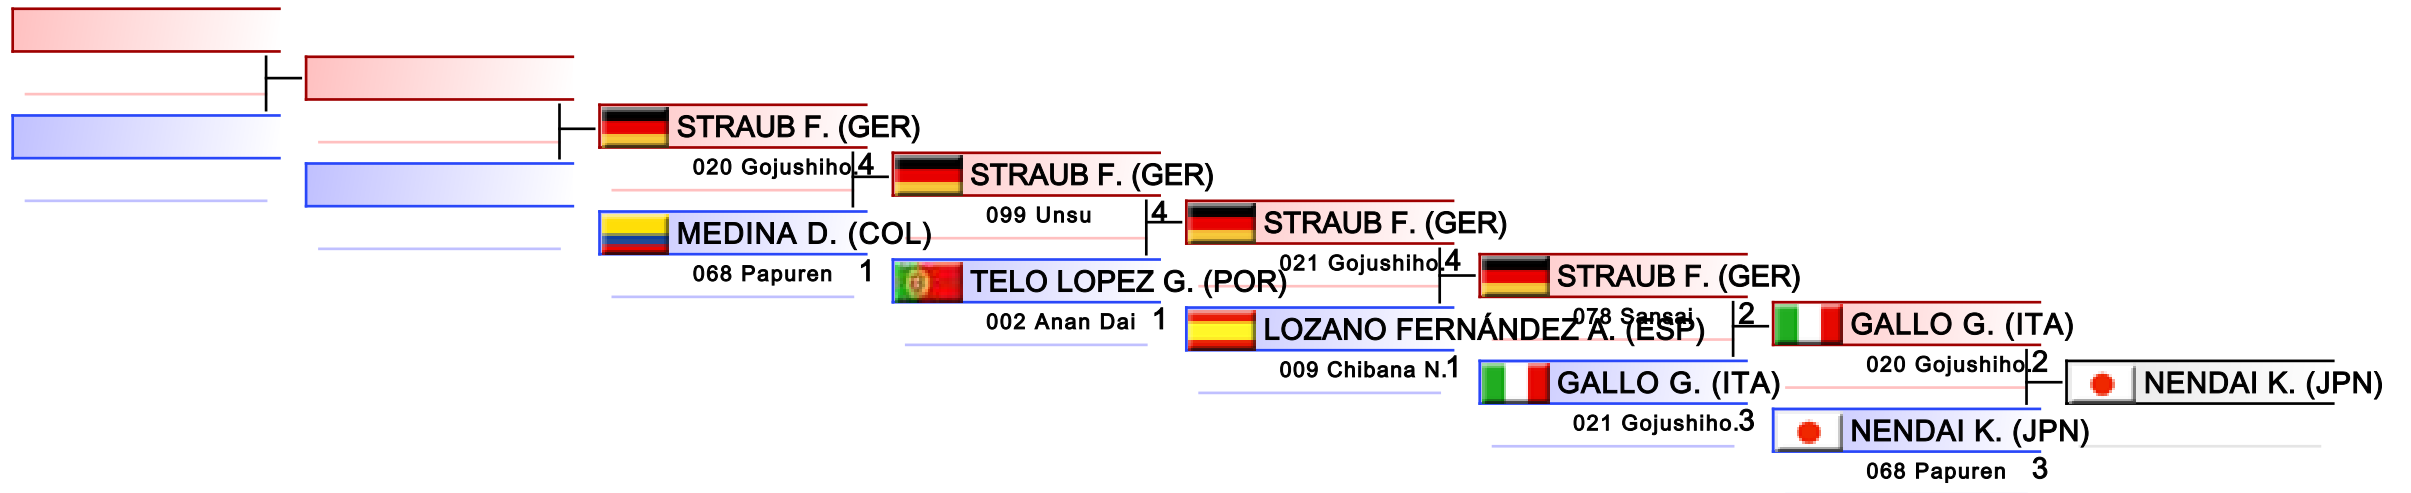 STRAUB F. (GER)
020 Gojushiho. 4
MEDINA D. (COL)
068 Papuren 1
STRAUB F. (GER)
099 Unsu 4
TELO LOPEZ G. (POR)
002 Anan Dai 1
STRAUB F. (GER)
021 Gojushiho. 4
LOZANO FERNÁNDEZ A. (ESP)
009 Chibana N. 1
STRAUB F. (GER)
078 Sansai 2
GALLO G. (ITA)
021 Gojushiho. 3
GALLO G. (ITA)
020 Gojushiho. 2
NENDAI K. (JPN)
068 Papuren 3
NENDAI K. (JPN)